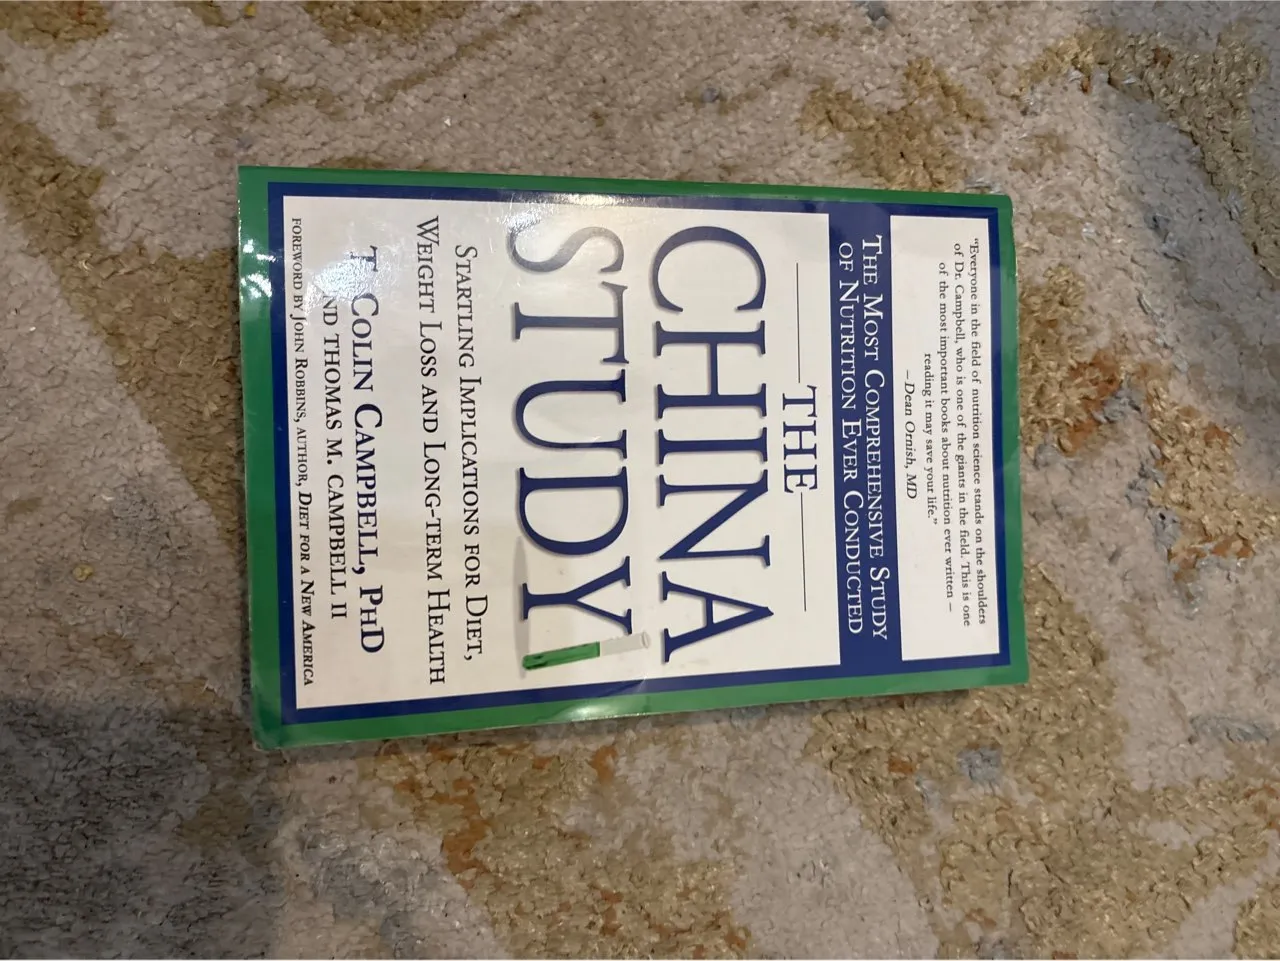 "Everyone in the field of nutrition science stands on the shoulders
of Dr. Campbell, who is one of the giants in the field. This is one
of the most important books about nutrition ever written –
reading it may save your life."
– Dean Ornish, MD
THE MOST COMPREHENSIVE STUDY
OF NUTRITION EVER CONDUCTED
THE
CHINA
STUDY
STARTLING IMPLICATIONS FOR DIET,
WEIGHT LOSS AND LONG-TERM HEALTH
T. COLIN CAMPBELL, PHD
AND THOMAS M. CAMPBELL II
FOREWORD BY JOHN ROBBINS, AUTHOR, DIET FOR A NEW AMERICA